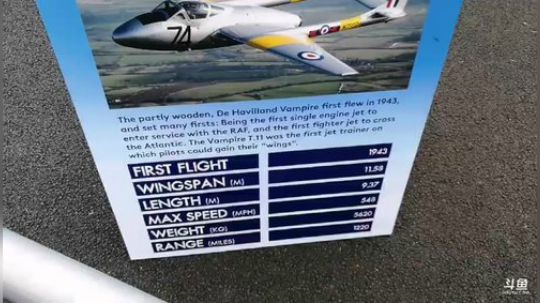 74
The partly wooden, De Havilland Vampire first flew in 1943,
and set many firsts: Being the first single engine jet to
enter service with the RAF, and the first fighter jet to cross
the Atlantic. The Vampire T.11 was the first jet trainer on
which pilots could gain their "wings".
FIRST FLIGHT 1943
WINGSPAN (M) 11.58
LENGTH (M) 9.37
MAX SPEED (MPH) 548
WEIGHT (KG) 5620
RANGE (MILES) 1220
斗鱼